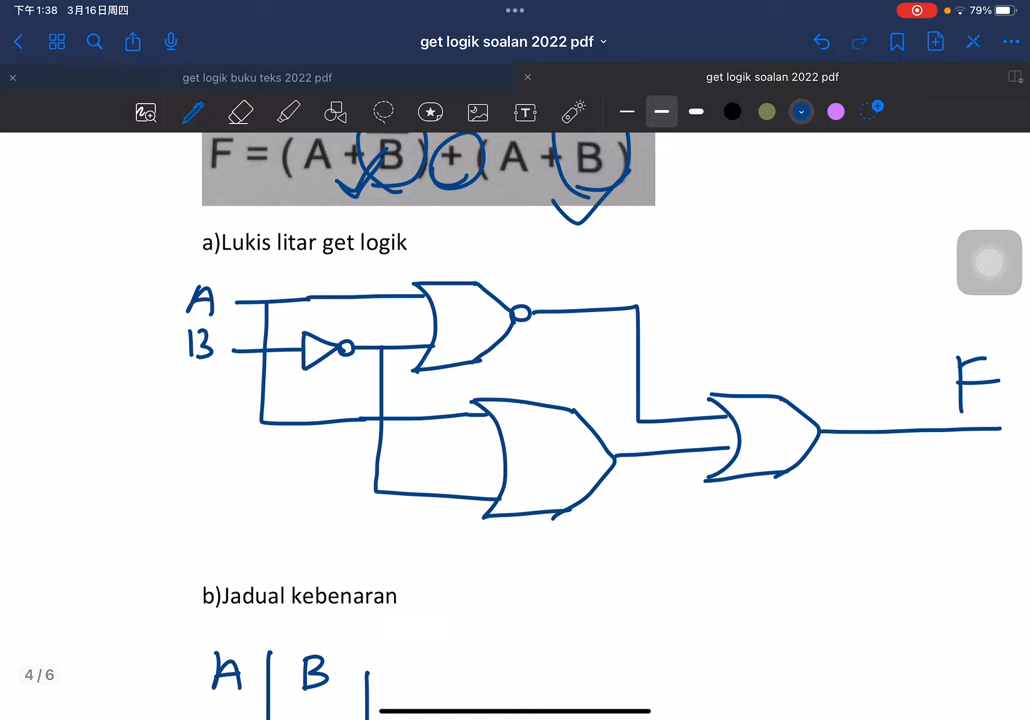 下午1:38 3月16日周四
79%
get logik soalan 2022 pdf
get logik buku teks 2022 pdf
get logik soalan 2022 pdf
F = ( A + B ) + ( A + B )
a)Lukis litar get logik
A
B
F
b)Jadual kebenaran
A B
4 / 6